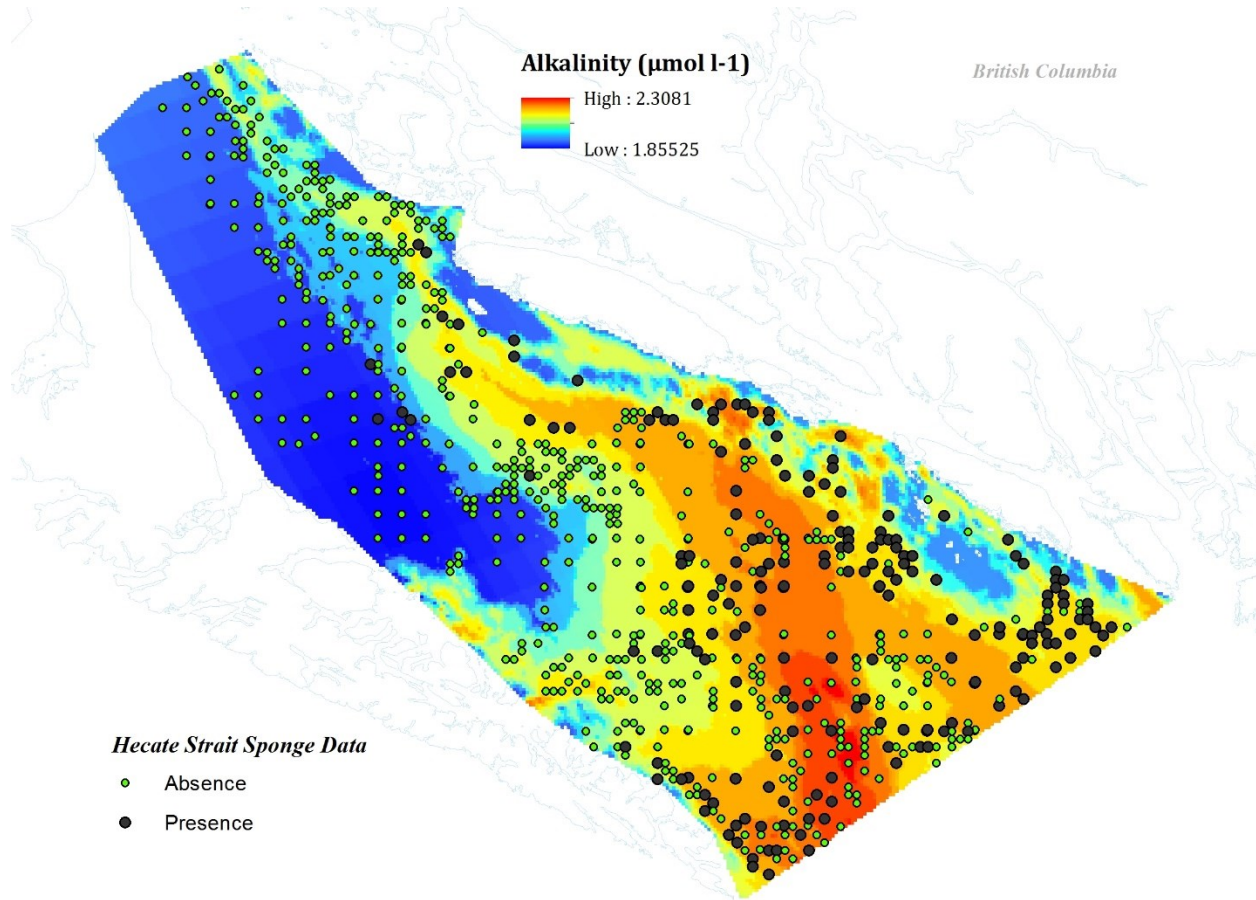 Alkalinity (μmol l-1)
High : 2.3081
Low : 1.85525
British Columbia
Hecate Strait Sponge Data
Absence
Presence